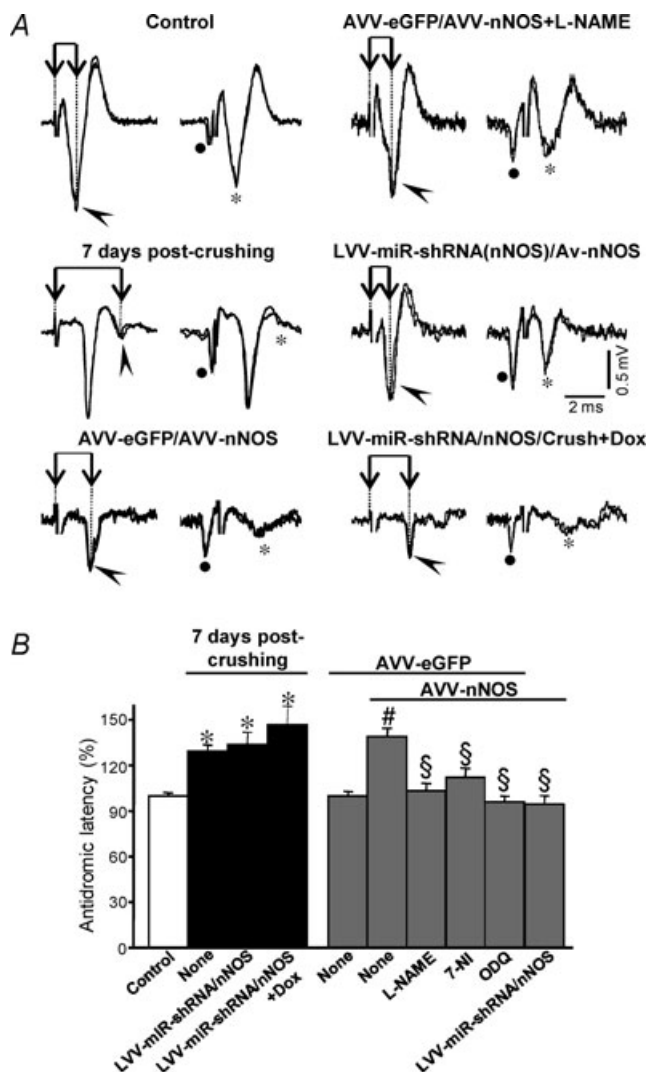 A
Control
AVV-eGFP/AVV-nNOS+L-NAME
*
*
7 days post-crushing
LVV-miR-shRNA(nNOS)/Av-nNOS
*
*
0.5 mV
2 ms
AVV-eGFP/AVV-nNOS
LVV-miR-shRNA/nNOS/Crush+Dox
*
*
B
7 days post-
crushing
AVV-eGFP
AVV-nNOS
* * * # § § § §
Antidromic latency (%)
150
120
90
60
30
0
Control
None
LVV-miR-shRNA/nNOS
LVV-miR-shRNA/nNOS
+Dox
None
None
L-NAME
7-NI
ODQ
LVV-miR-shRNA/nNOS